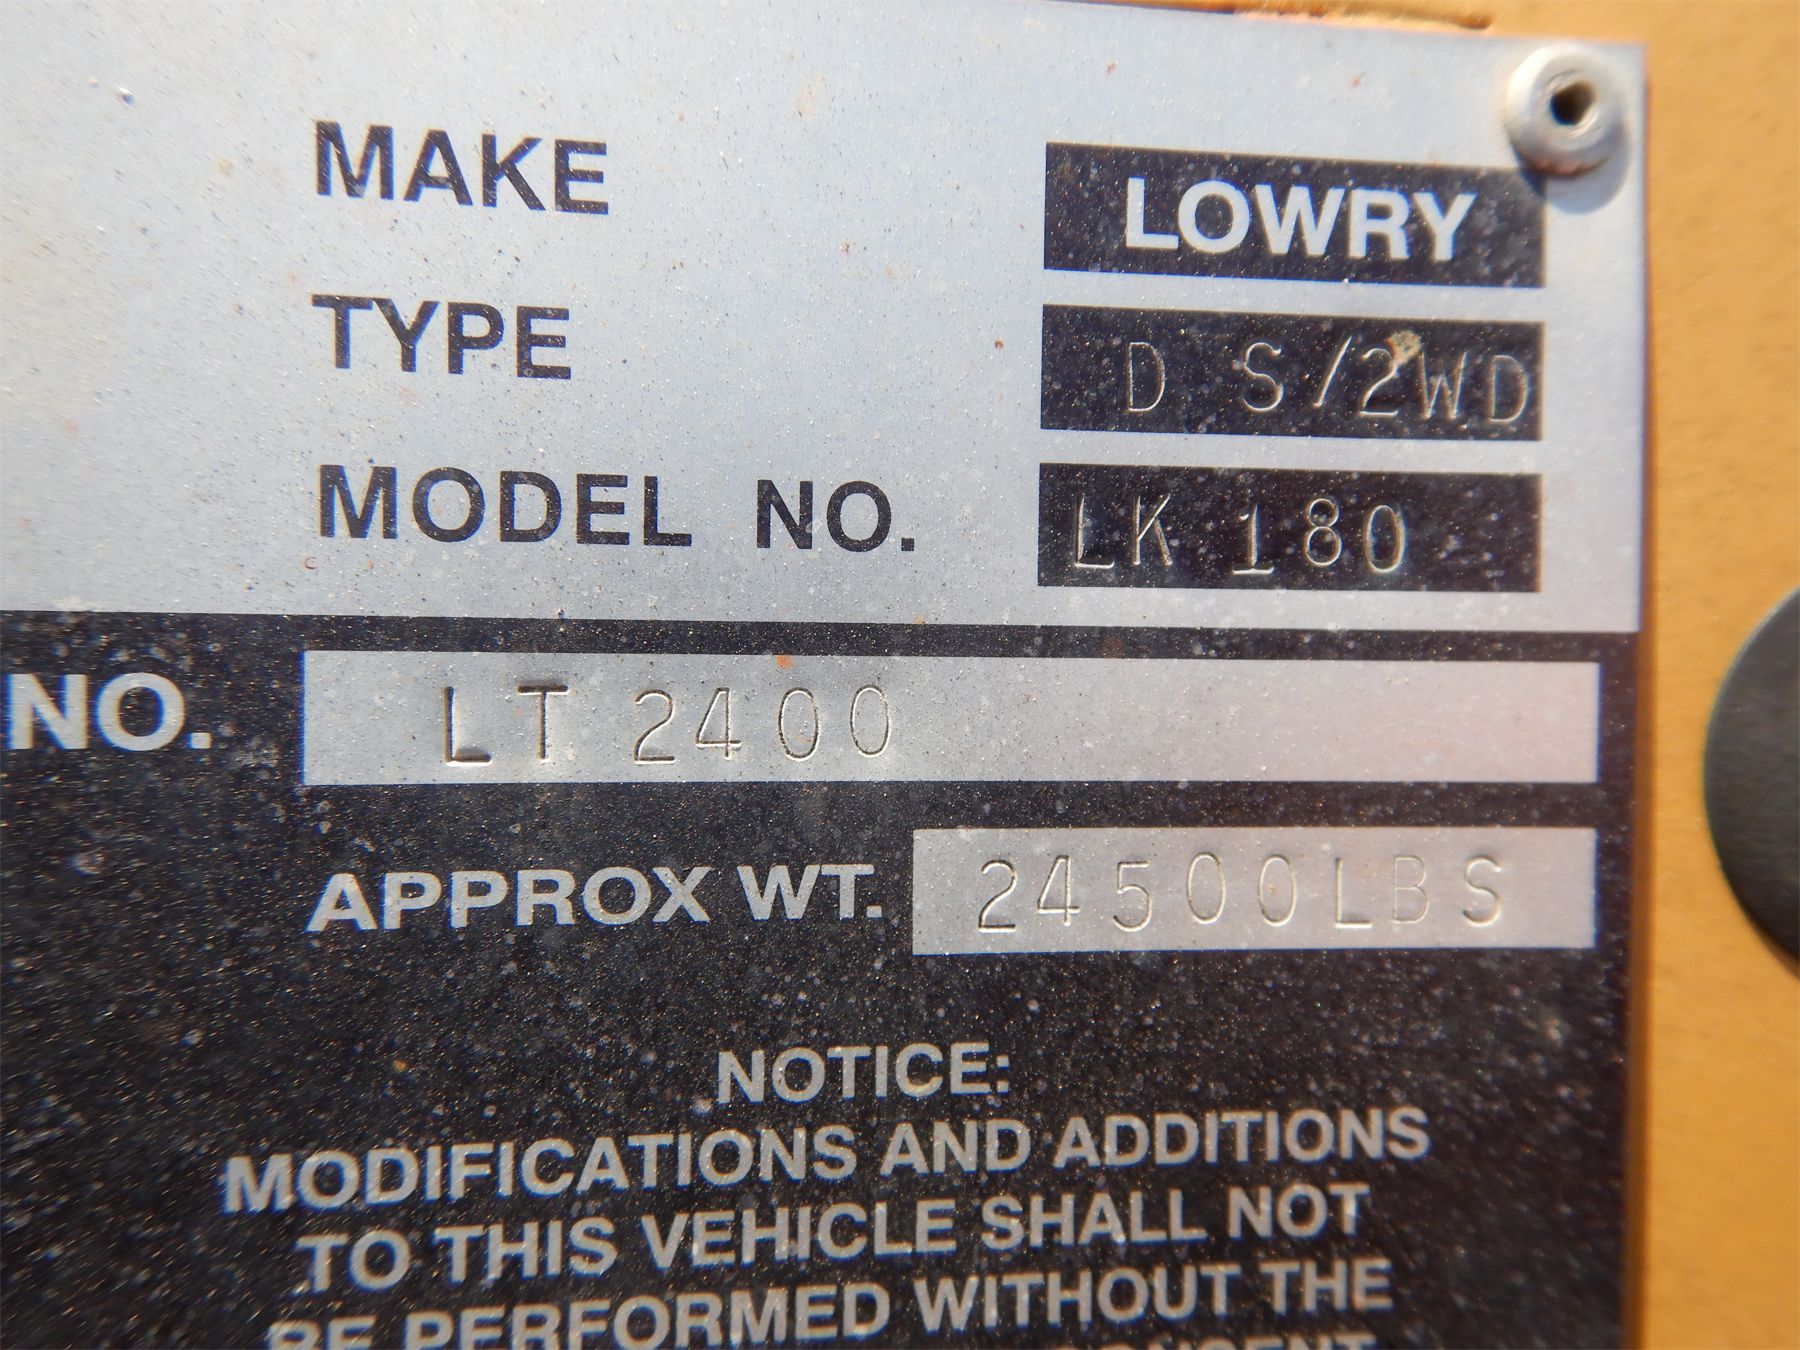 MAKE LOWRY
TYPE D S/2WD
MODEL NO. LK 180
NO. LT 2400
APPROX WT. 24500LBS
NOTICE:
MODIFICATIONS AND ADDITIONS
TO THIS VEHICLE SHALL NOT
BE PERFORMED WITHOUT THE